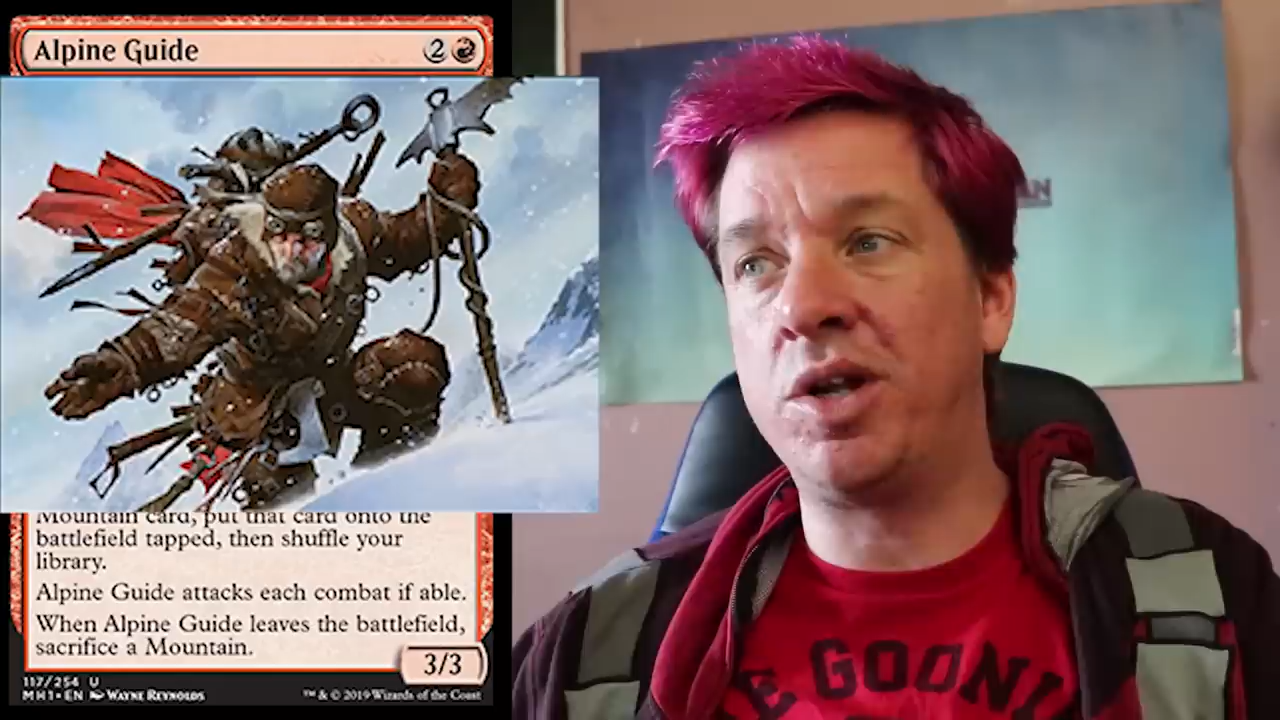 Alpine Guide 2
Mountain card, put that card onto the
battlefield tapped, then shuffle your
library.
Alpine Guide attacks each combat if able.
When Alpine Guide leaves the battlefield,
sacrifice a Mountain.
3/3
117/254 U
MH1 • EN Wayne Reynolds
™ & © 2019 Wizards of the Coast
GOONI